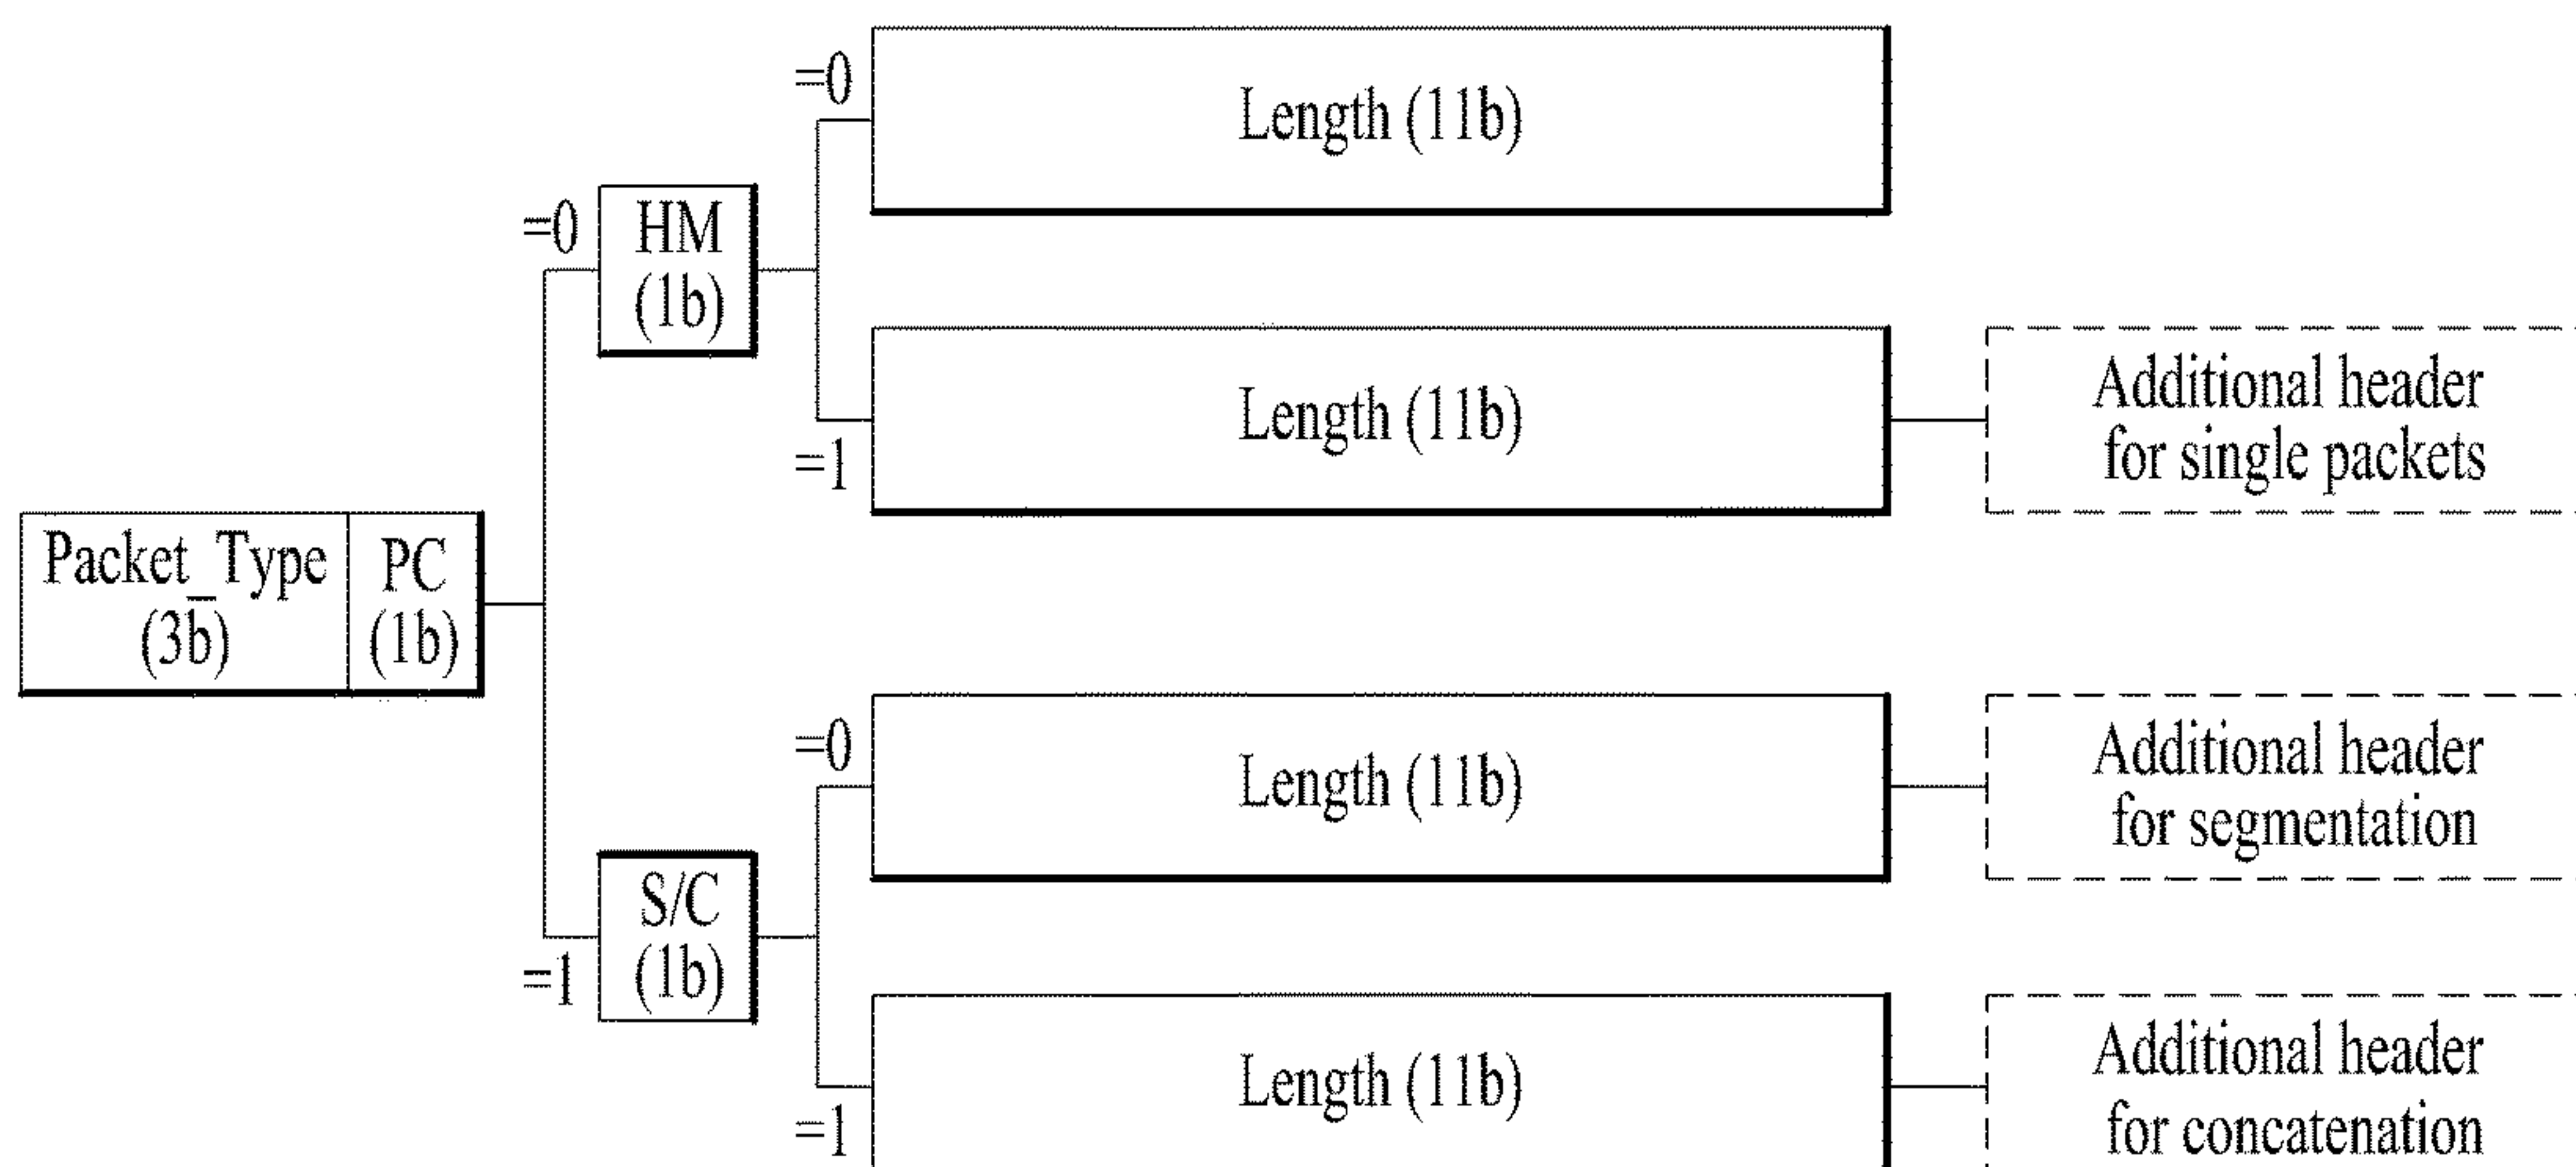 =0
Length (11b)
=0
HM
(1b)
Length (11b)
=1
Additional header
for single packets
Packet_Type
(3b)
PC
(1b)
=0
Length (11b)
Additional header
for segmentation
S/C
(1b)
=1
Length (11b)
=1
Additional header
for concatenation